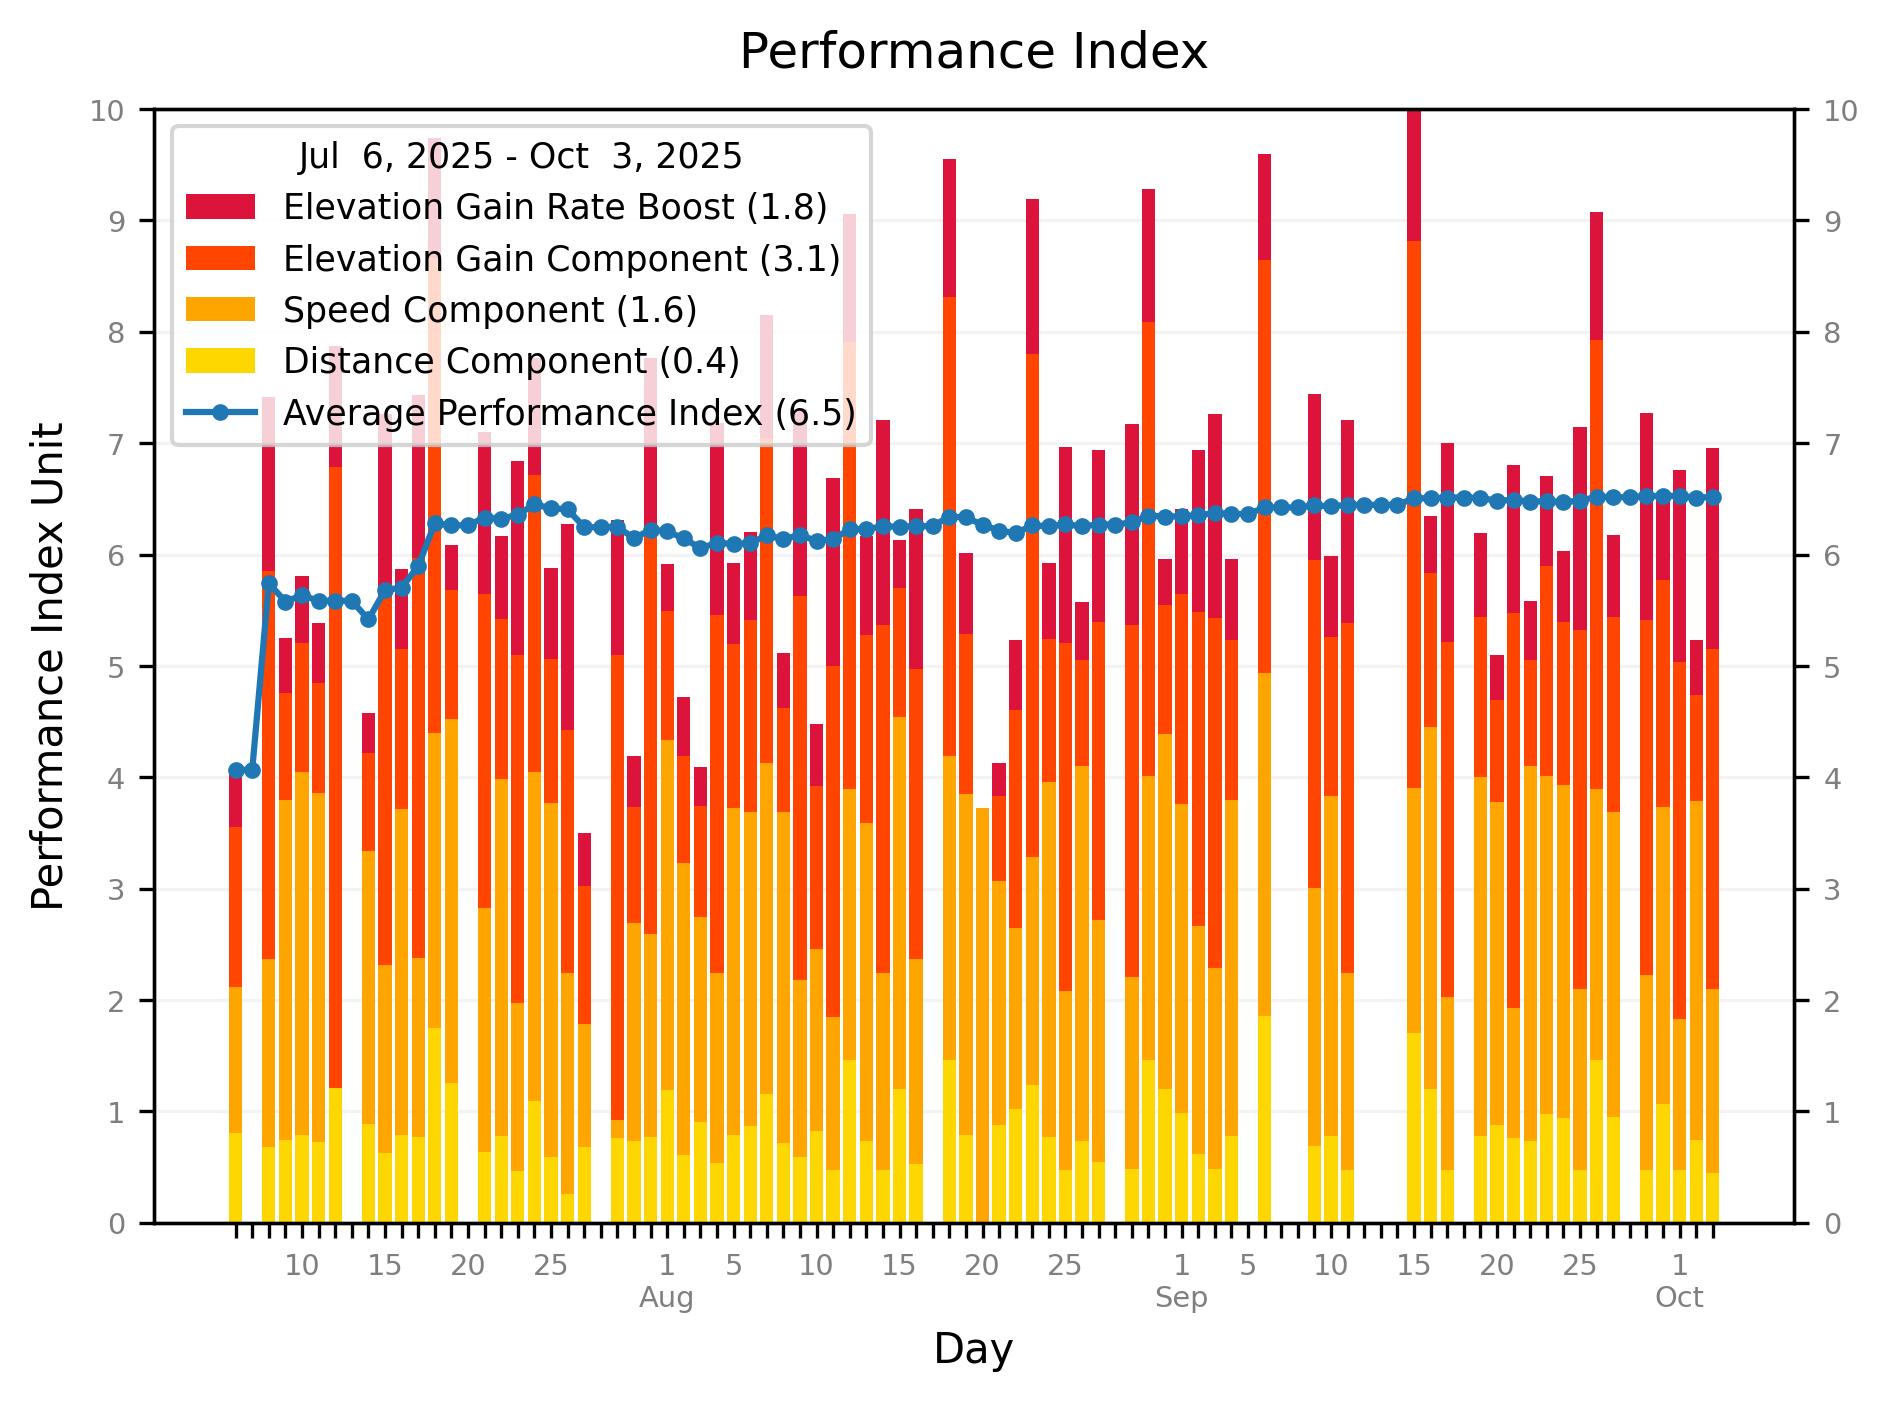 Performance Index
Jul  6, 2025 - Oct  3, 2025
Elevation Gain Rate Boost (1.8)
Elevation Gain Component (3.1)
Speed Component (1.6)
Distance Component (0.4)
Average Performance Index (6.5)
Performance Index Unit
10 10
9 9
8 8
7 7
6 6
5 5
4 4
3 3
2 2
1 1
0 0
10 15 20 25 1 5 10 15 20 25 1 5 10 15 20 25 1
Aug Sep Oct
Day